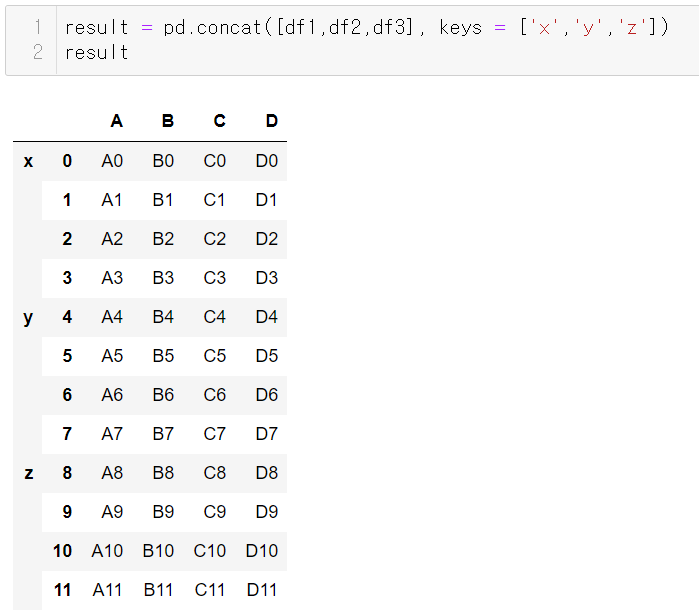 1 result = pd.concat([df1,df2,df3], keys = ['x','y','z'])
2 result
A B C D
x 0 A0 B0 C0 D0
1 A1 B1 C1 D1
2 A2 B2 C2 D2
3 A3 B3 C3 D3
y 4 A4 B4 C4 D4
5 A5 B5 C5 D5
6 A6 B6 C6 D6
7 A7 B7 C7 D7
z 8 A8 B8 C8 D8
9 A9 B9 C9 D9
10 A10 B10 C10 D10
11 A11 B11 C11 D11